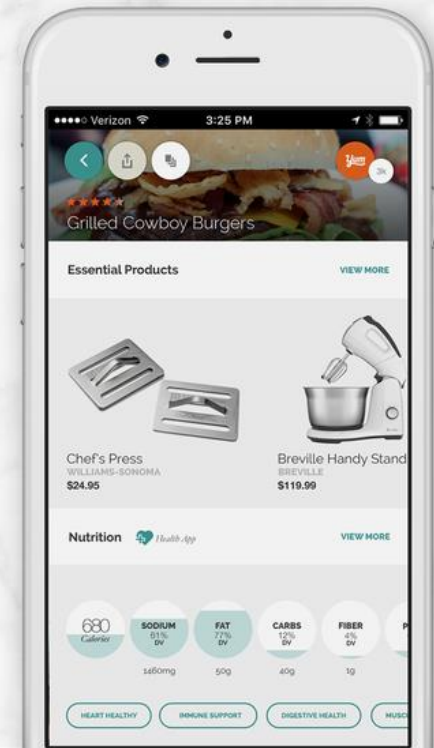 Verizon 3:25 PM
Yum
3k
Grilled Cowboy Burgers
Essential Products VIEW MORE
Chef's Press Breville Handy Stand
WILLIAMS-SONOMA BREVILLE
$24.95 $119.99
Nutrition Health App VIEW MORE
680 SODIUM FAT CARBS FIBER P
Calories 61% 77% 12% 4%
DV DV DV DV
1460mg 50g 40g 1g
HEART HEALTHY IMMUNE SUPPORT DIGESTIVE HEALTH MUSC